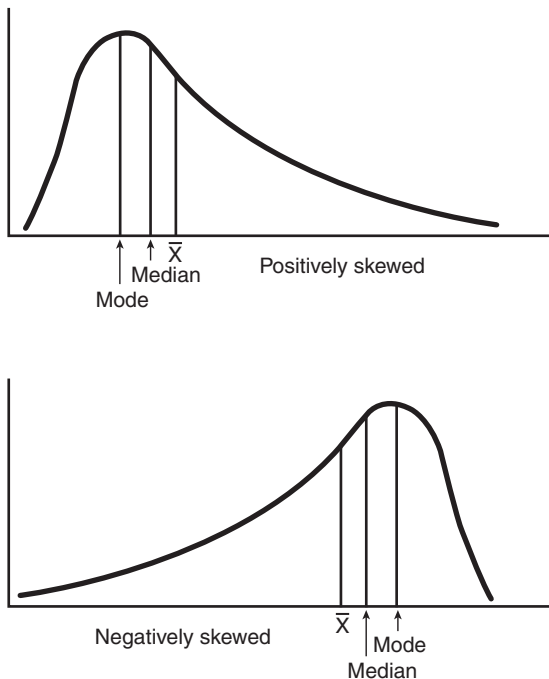 X̄
Positively skewed
Median
Mode
X̄
Negatively skewed
Mode
Median